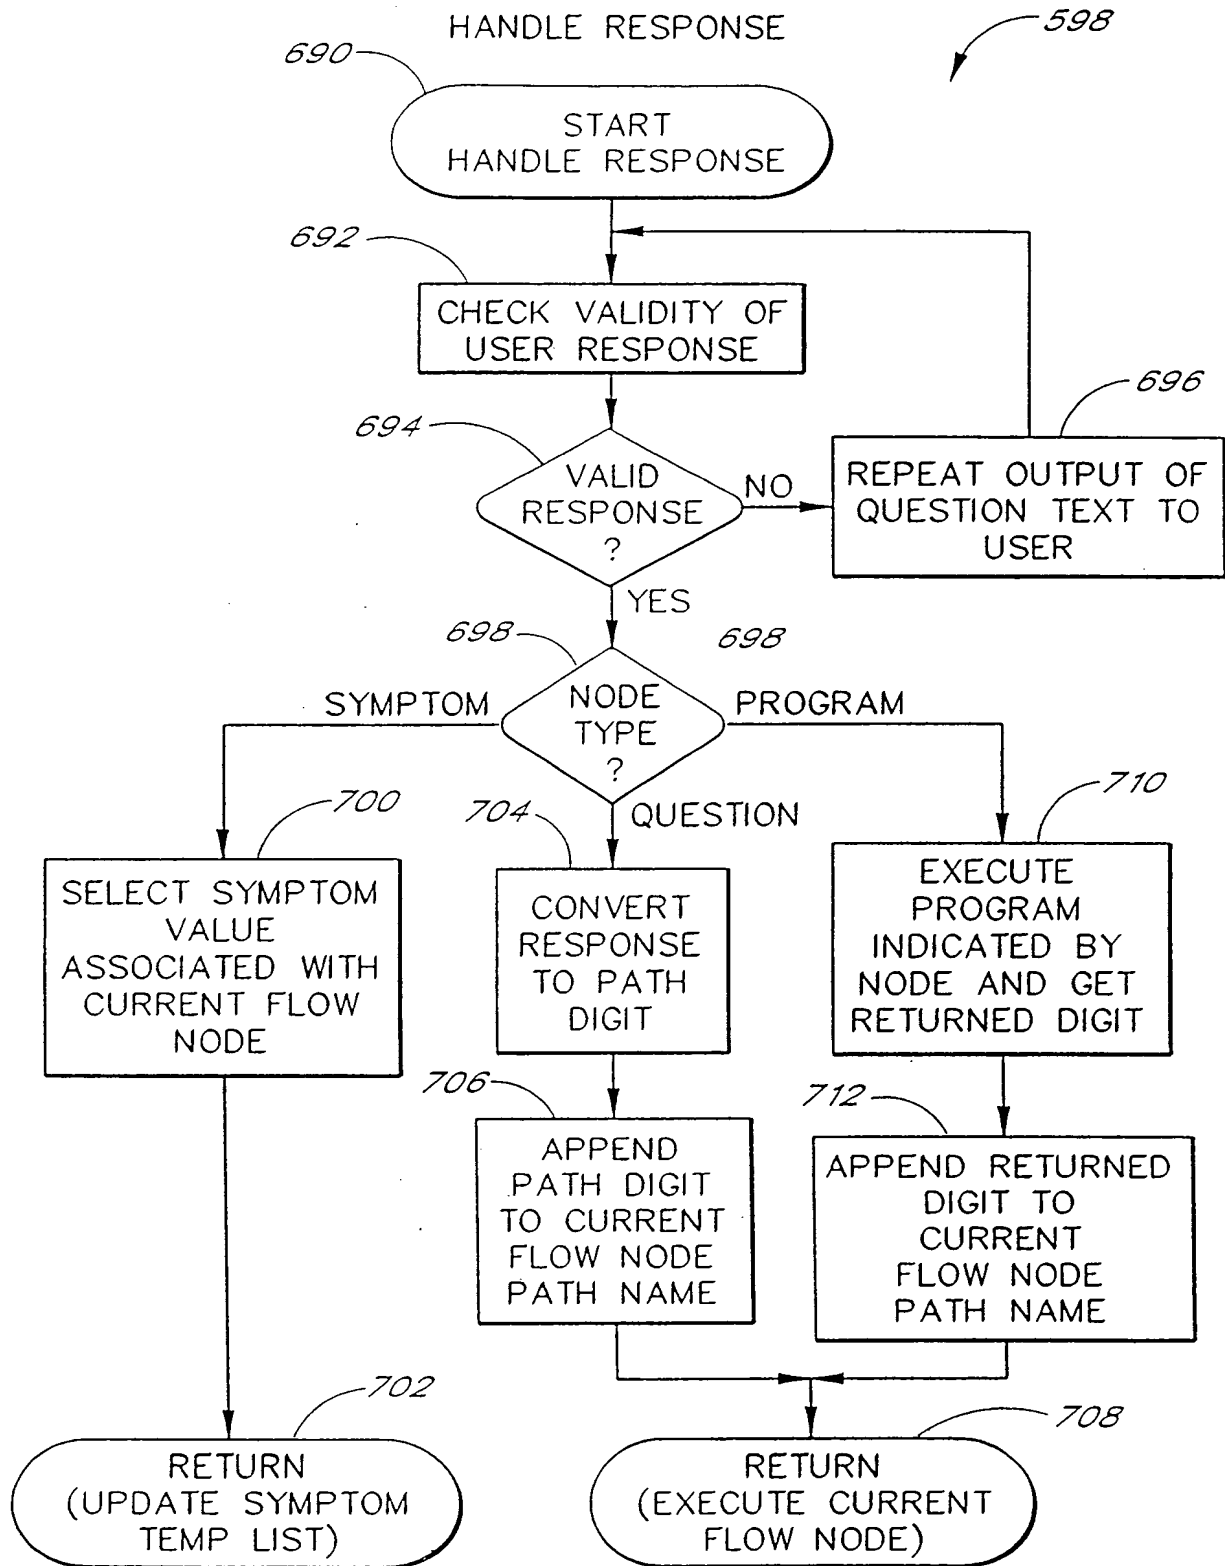 HANDLE RESPONSE
598
690
START
HANDLE RESPONSE
692
CHECK VALIDITY OF
USER RESPONSE
694
VALID
RESPONSE
?
NO
696
REPEAT OUTPUT OF
QUESTION TEXT TO
USER
YES
698
698
NODE
TYPE
?
SYMPTOM
PROGRAM
QUESTION
700
SELECT SYMPTOM
VALUE
ASSOCIATED WITH
CURRENT FLOW
NODE
704
CONVERT
RESPONSE
TO PATH
DIGIT
710
EXECUTE
PROGRAM
INDICATED BY
NODE AND GET
RETURNED DIGIT
706
APPEND
PATH DIGIT
TO CURRENT
FLOW NODE
PATH NAME
712
APPEND RETURNED
DIGIT TO
CURRENT
FLOW NODE
PATH NAME
702
RETURN
(UPDATE SYMPTOM
TEMP LIST)
708
RETURN
(EXECUTE CURRENT
FLOW NODE)